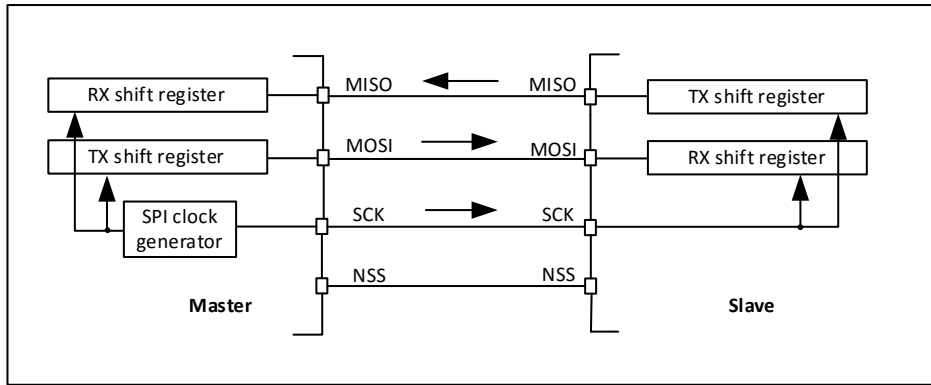 RX shift register
MISO
MISO
TX shift register
TX shift register
MOSI
MOSI
RX shift register
SPI clock
generator
SCK
SCK
NSS
NSS
Master
Slave